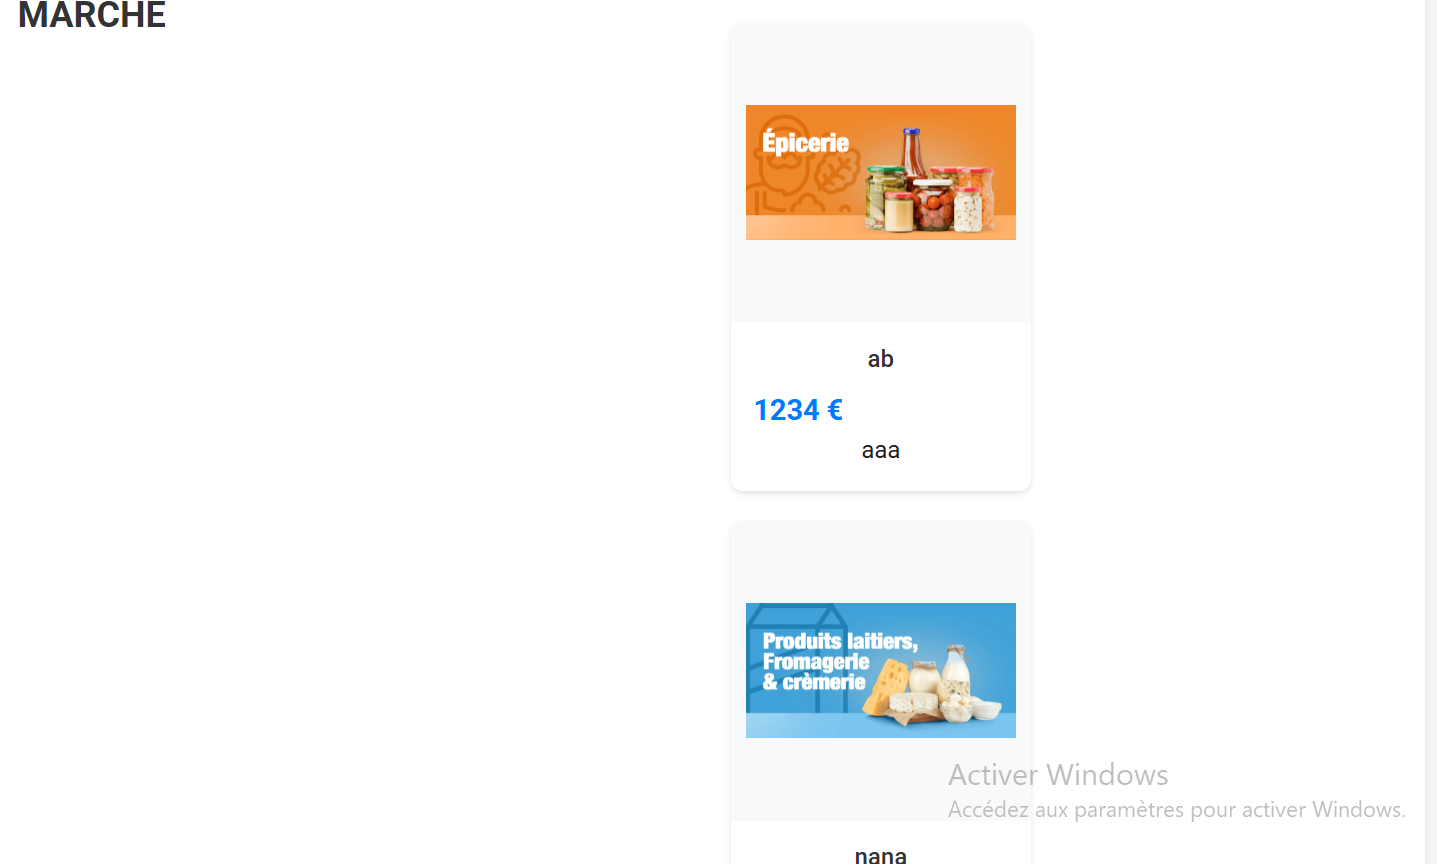 MARCHE
Épicerie
ab
1234 €
aaa
Produits laitiers,
Fromagerie
& crèmerie
Activer Windows
Accédez aux paramètres pour activer Windows.
nana